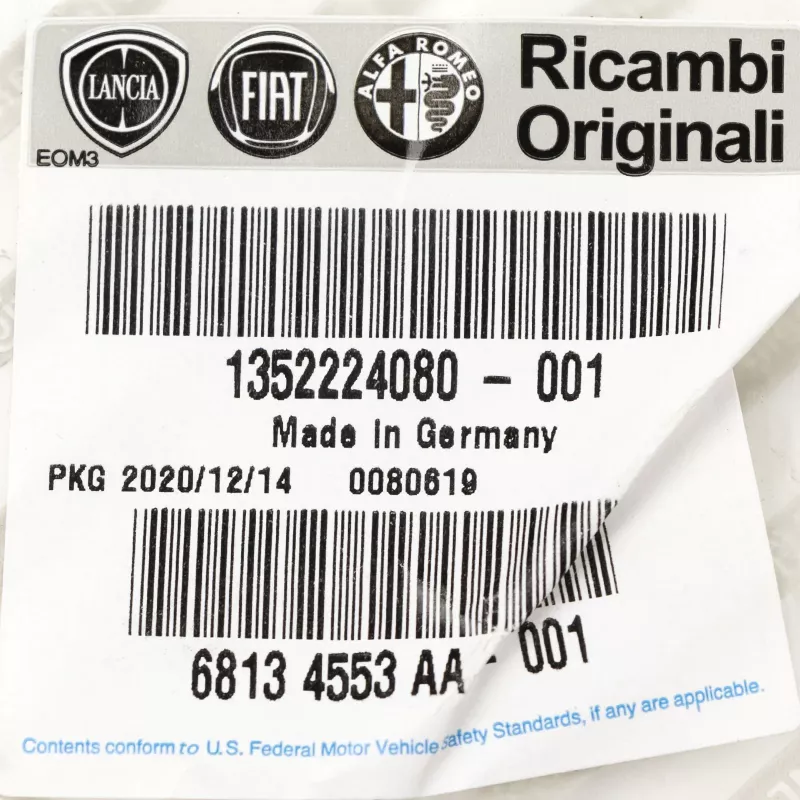 LANCIA
FIAT
ALFA ROMEO
Ricambi
Originali
EOM3
1352224080 - 001
Made In Germany
PKG 2020/12/14 0080619
6813 4553 AA - 001
Contents conform to U.S. Federal Motor Vehicle Safety Standards, if any are applicable.